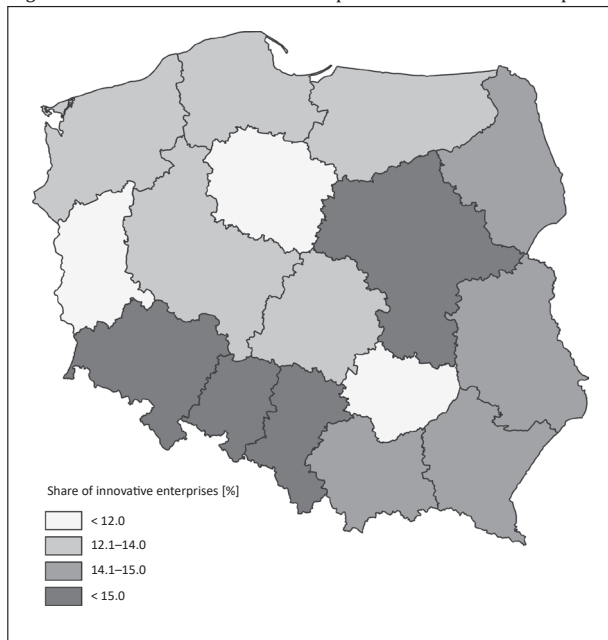 Share of innovative enterprises [%]
< 12.0
12.1–14.0
14.1–15.0
< 15.0